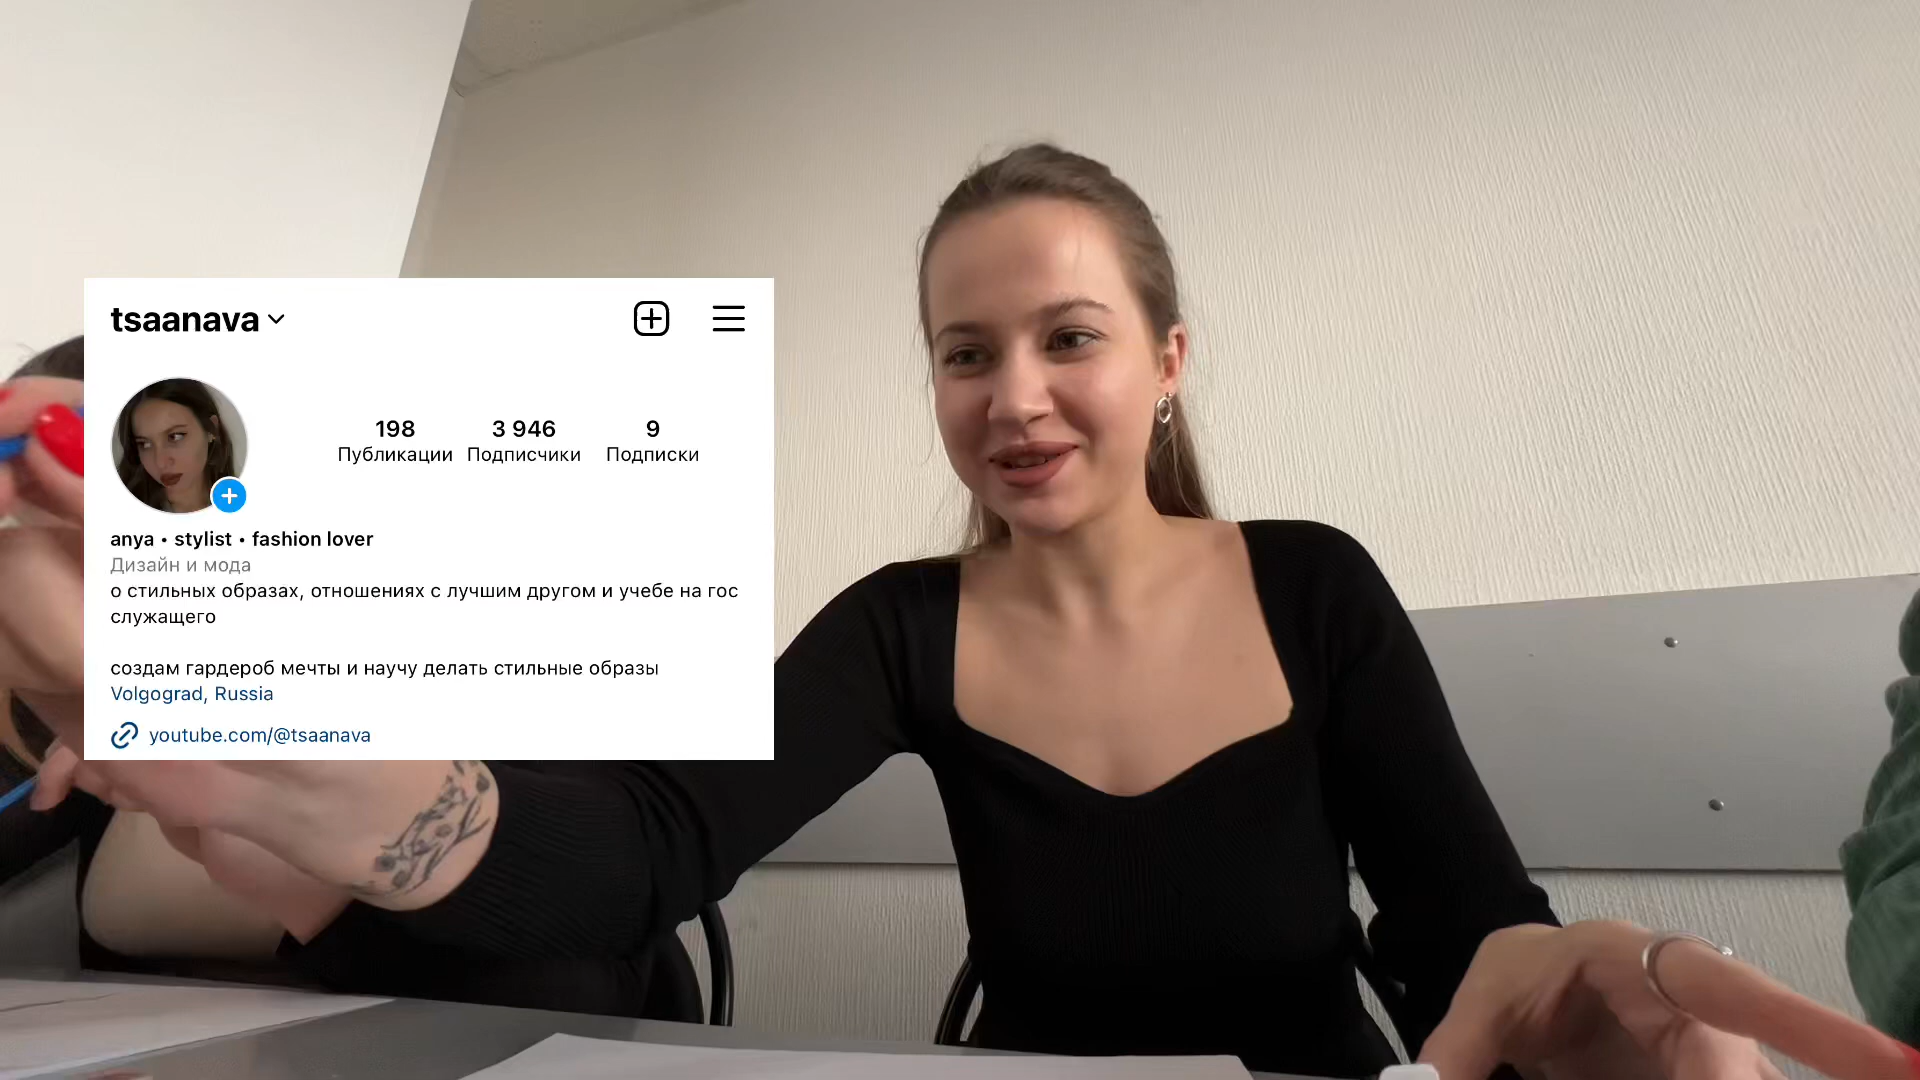 tsaanava
198 3 946 9
Публикации Подписчики Подписки
anya • stylist • fashion lover
Дизайн и мода
о стильных образах, отношениях с лучшим другом и учебе на гос
служащего
создам гардероб мечты и научу делать стильные образы
Volgograd, Russia
youtube.com/@tsaanava